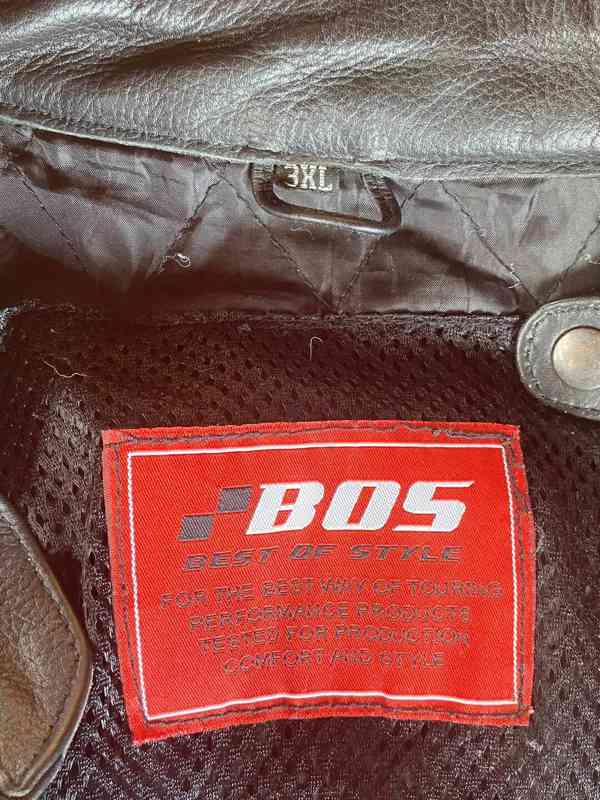 3XL
BOS
BEST OF STYLE
FOR THE BEST WAY OF TOURING
PERFORMANCE PRODUCTS
TESTED FOR PRODUCTION
COMFORT AND STYLE